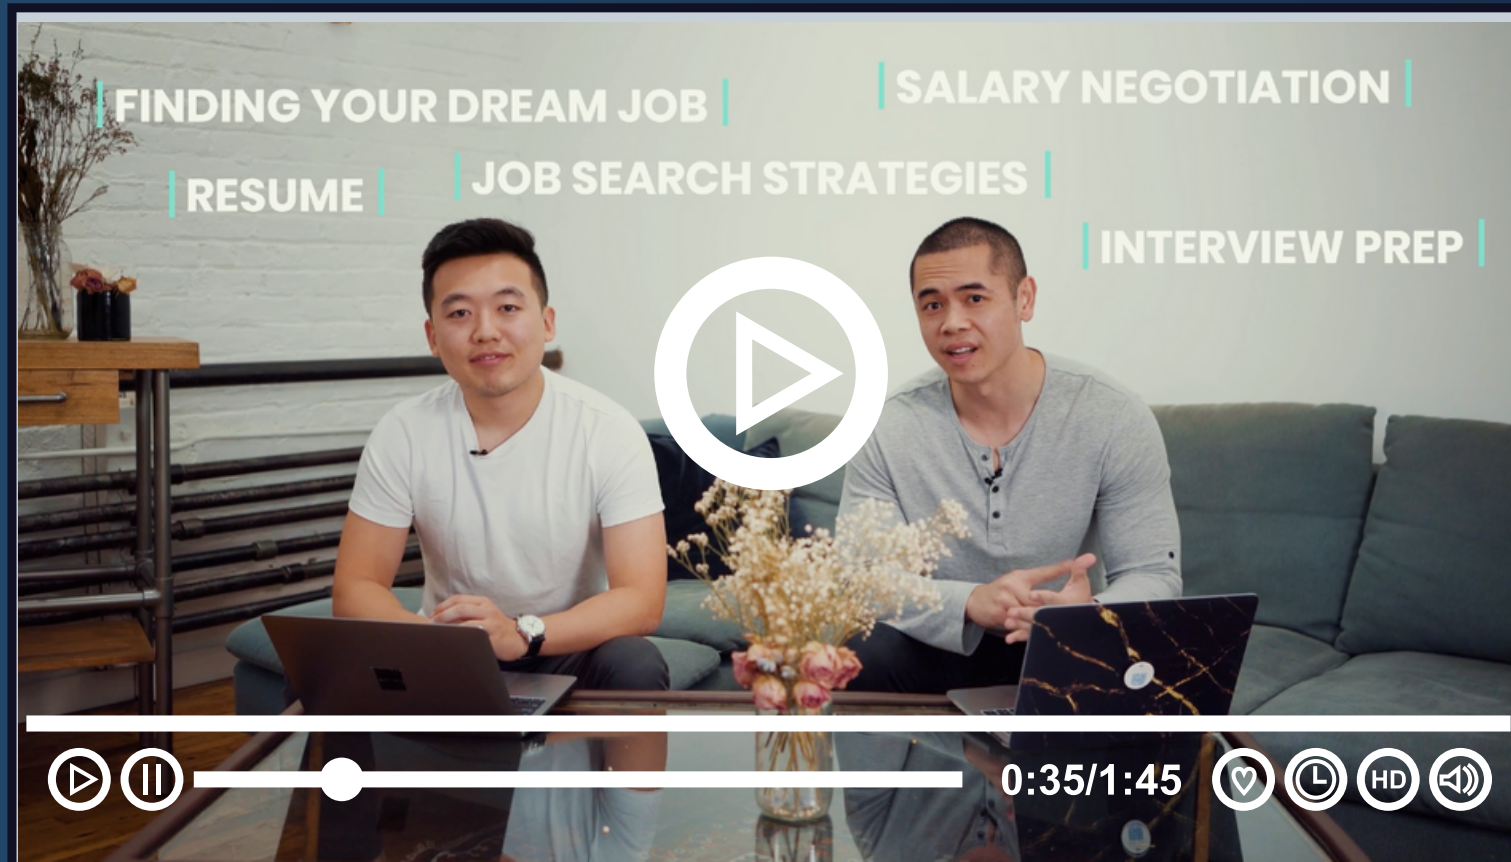 FINDING YOUR DREAM JOB
SALARY NEGOTIATION
RESUME
JOB SEARCH STRATEGIES
INTERVIEW PREP
0:35/1:45
HD